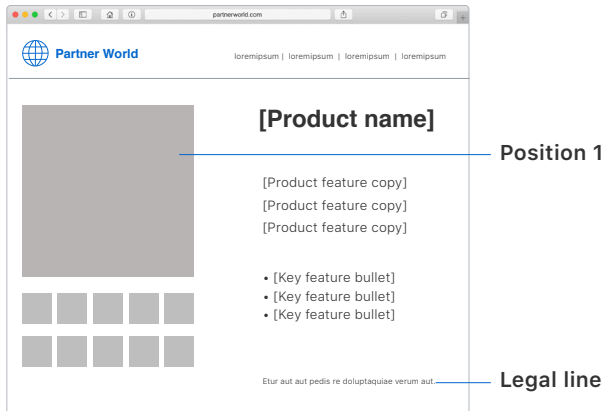 partnerworld.com
Partner World
loremipsum | loremipsum | loremipsum | loremipsum
[Product name]
Position 1
[Product feature copy]
[Product feature copy]
[Product feature copy]
• [Key feature bullet]
• [Key feature bullet]
• [Key feature bullet]
Etur aut aut pedis re doluptaquiae verum aut.
Legal line